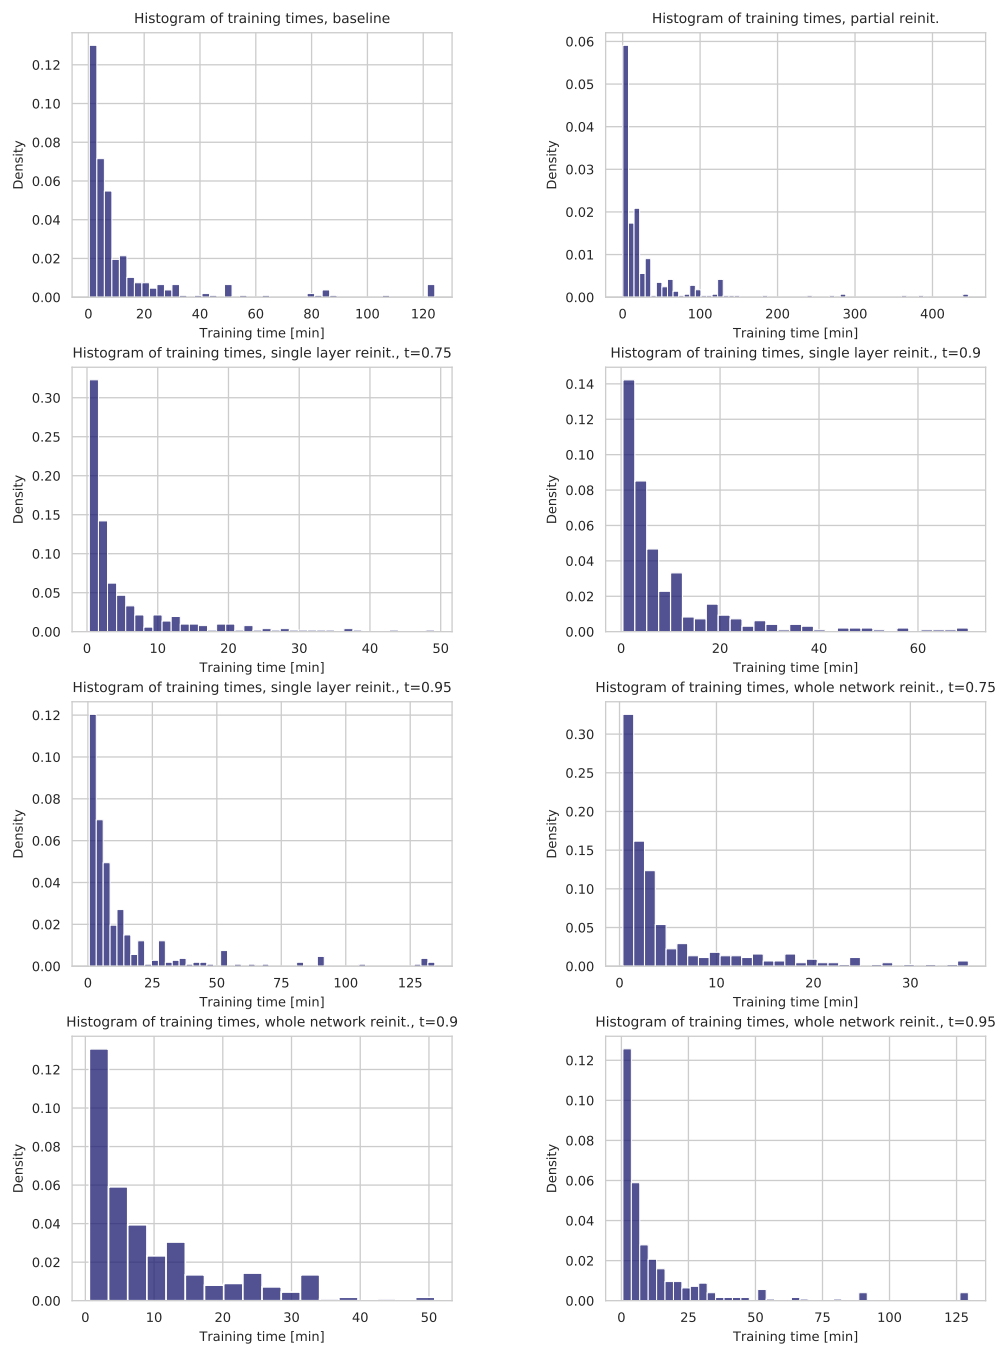 Histogram of training times, baseline
0.12
0.10
0.08
0.06
0.04
0.02
0.00
Density
0 20 40 60 80 100 120
Training time [min]
Histogram of training times, partial reinit.
0.06
0.05
0.04
0.03
0.02
0.01
0.00
Density
0 100 200 300 400
Training time [min]
Histogram of training times, single layer reinit., t=0.75
0.30
0.25
0.20
0.15
0.10
0.05
0.00
Density
0 10 20 30 40 50
Training time [min]
Histogram of training times, single layer reinit., t=0.9
0.14
0.12
0.10
0.08
0.06
0.04
0.02
0.00
Density
0 20 40 60
Training time [min]
Histogram of training times, single layer reinit., t=0.95
0.12
0.10
0.08
0.06
0.04
0.02
0.00
Density
0 25 50 75 100 125
Training time [min]
Histogram of training times, whole network reinit., t=0.75
0.30
0.25
0.20
0.15
0.10
0.05
0.00
Density
0 10 20 30
Training time [min]
Histogram of training times, whole network reinit., t=0.9
0.12
0.10
0.08
0.06
0.04
0.02
0.00
Density
0 10 20 30 40 50
Training time [min]
Histogram of training times, whole network reinit., t=0.95
0.12
0.10
0.08
0.06
0.04
0.02
0.00
Density
0 25 50 75 100 125
Training time [min]